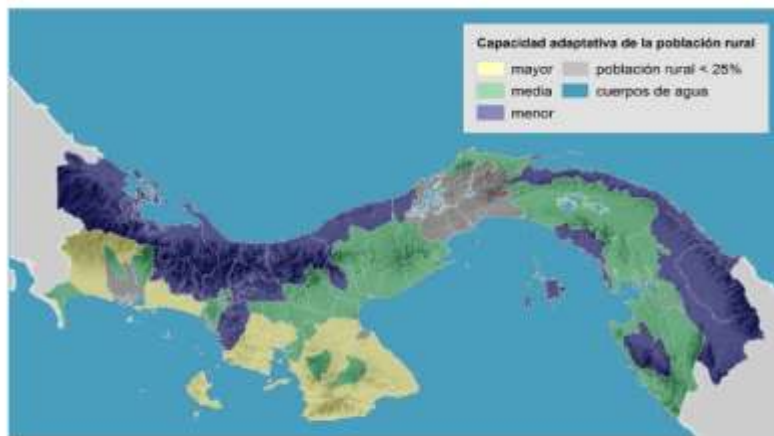 Capacidad adaptativa de la población rural
mayor
media
menor
población rural < 25%
cuerpos de agua